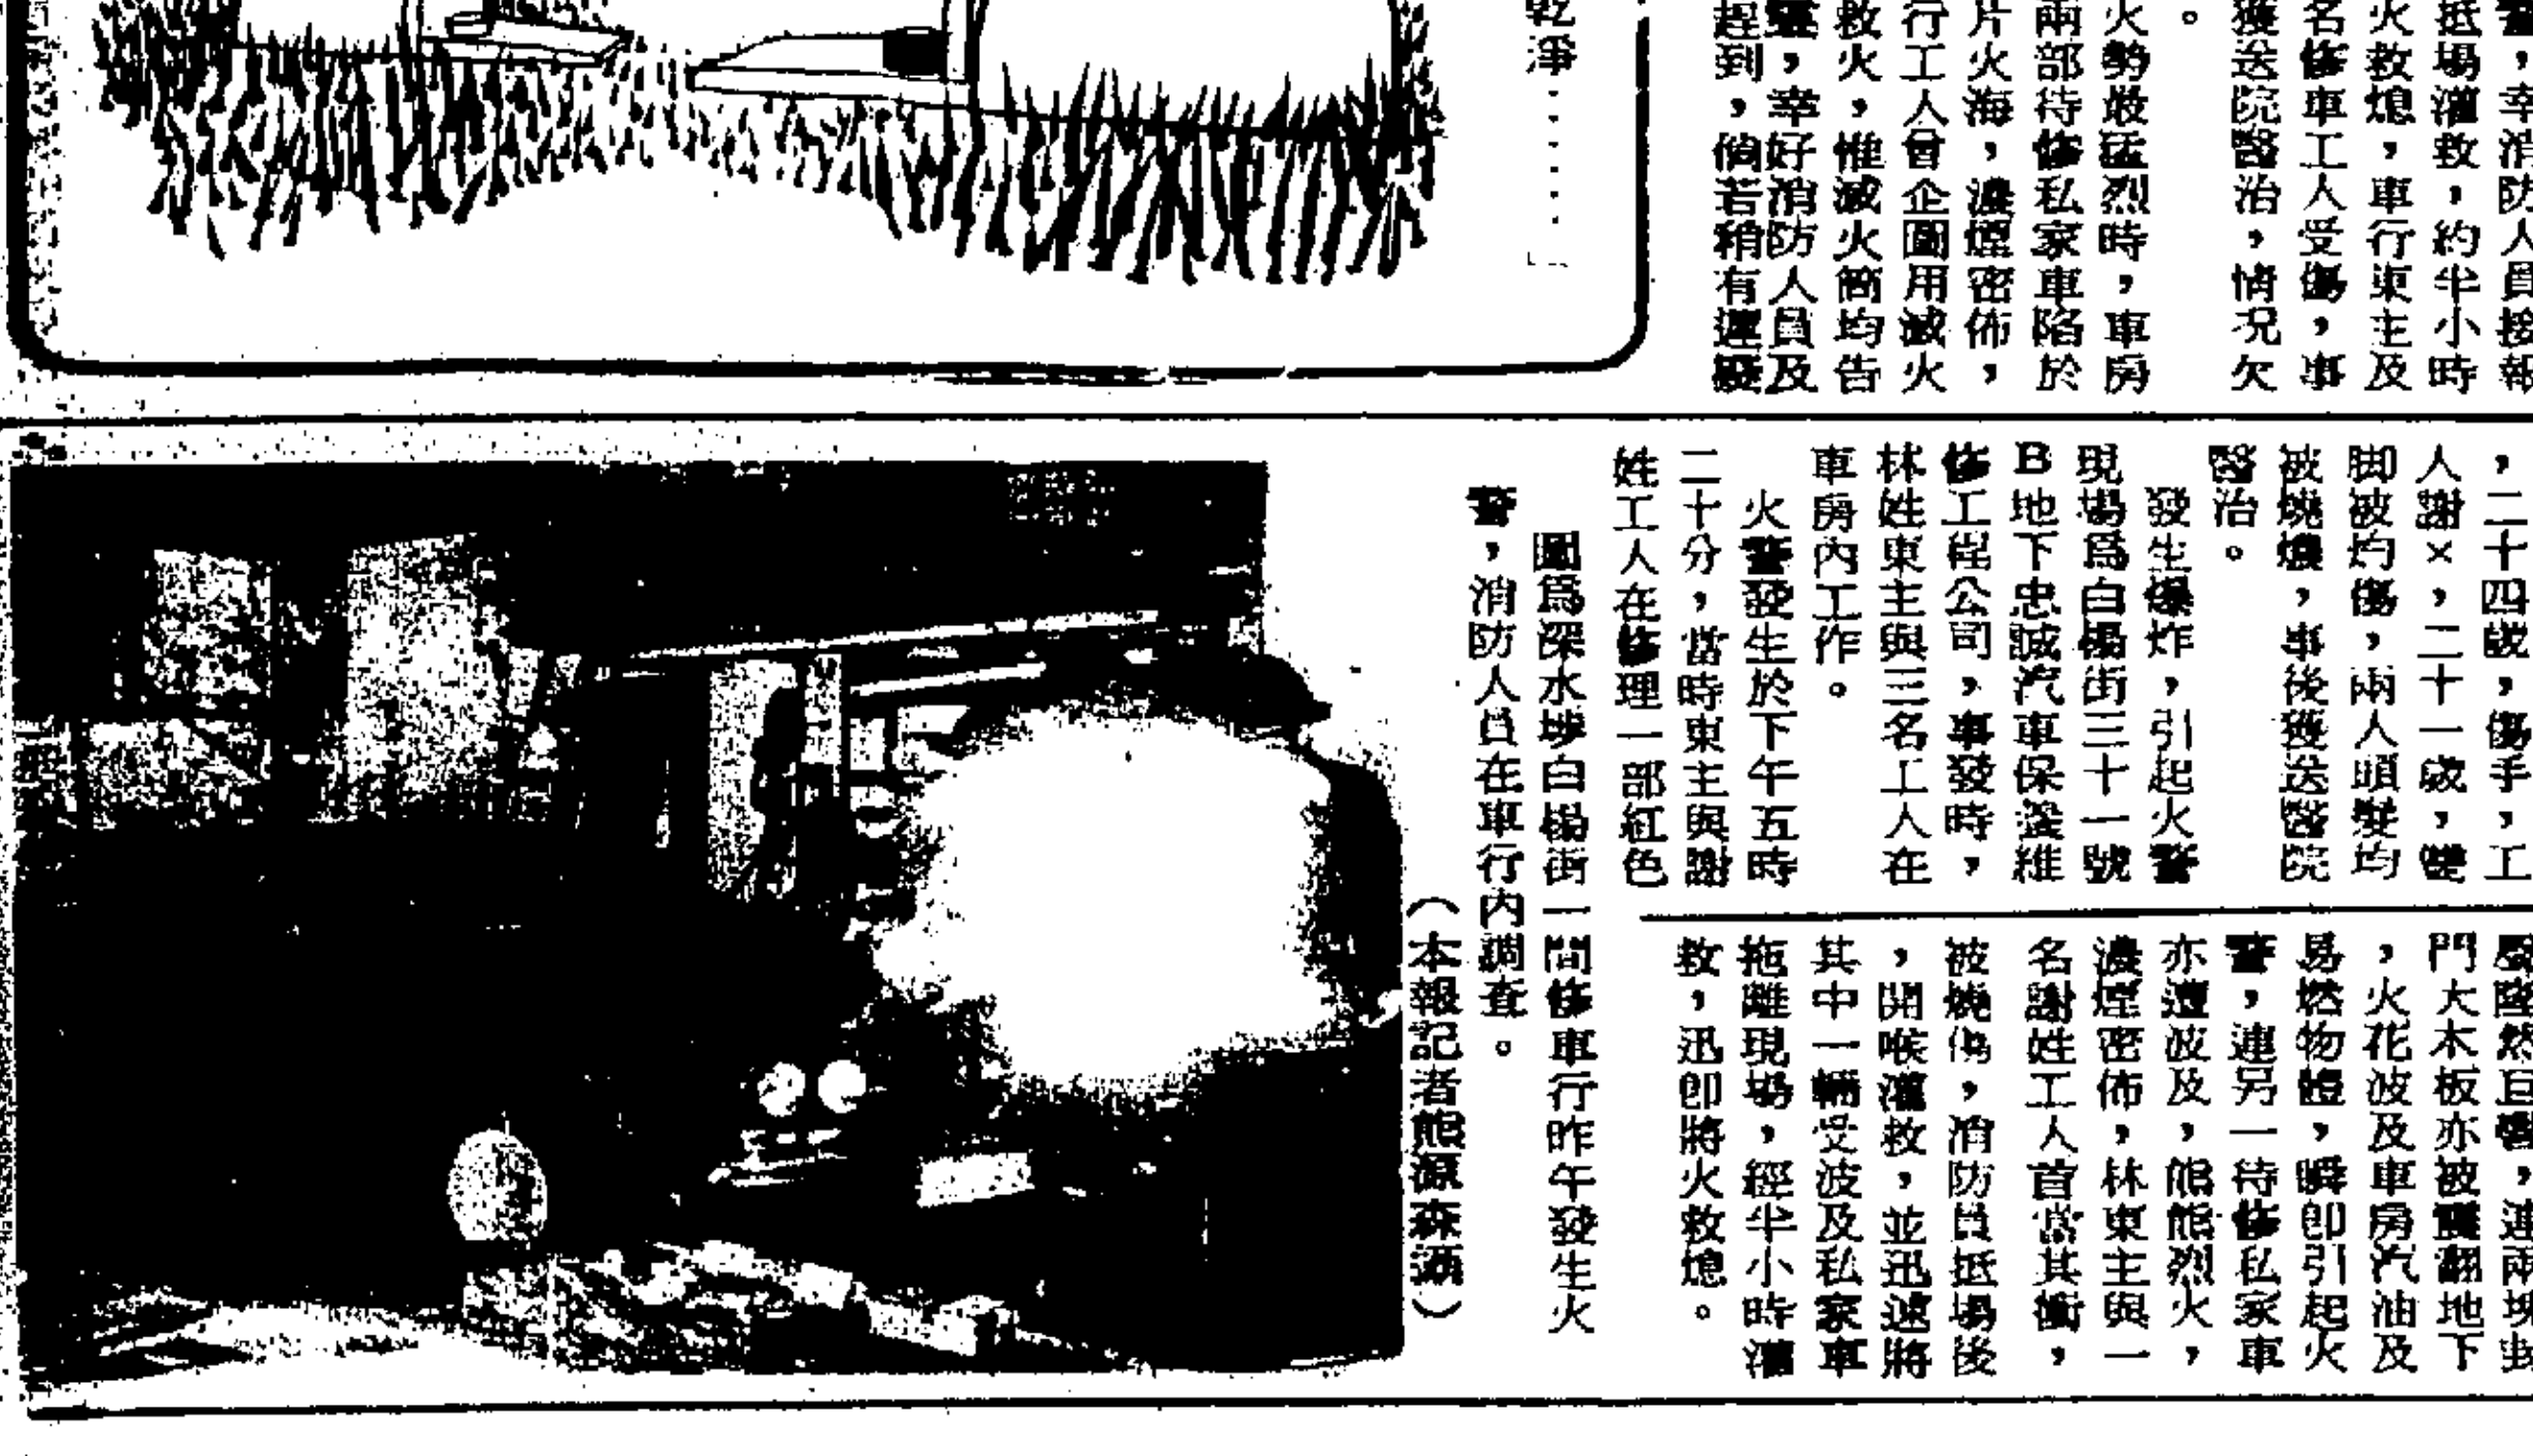 ，幸消防人員接報
抵場灌救，約半小時
火救熄，車行東主及
名修車工人受傷，事
獲送院醫治，情況欠
。
火勢最猛烈時，車房
兩部待修私家車陷於
片火海，濃煙密佈，
行工人曾企圖用滅火
救火，惟滅火筒均告
，幸好消防人員及
趕到，倘若稍有遲疑
乾淨………」
，二十四歲，傷手，工
人謝×，二十一歲，雙
脚被灼傷，兩人頭髮均
被燒燬，事後獲送醫院
醫治。
發生爆炸，引起火警
現場爲白楊街三十一號
B地下忠誠汽車保養維
修工程公司，事發時，
林姓東主與三名工人在
車房內工作。
火警發生於下午五時
二十分，當時東主與謝
姓工人在修理一部紅色
轟然巨響，連兩塊
門大木板亦被震翻地下
，火花波及車房汽油及
易燃物體，瞬即引起火
警，連另一待修私家車
亦遭波及，熊熊烈火，
濃煙密佈，林東主與一
名謝姓工人首當其衝，
被燒傷，消防員抵場後
，開喉灌救，並迅速將
其中一輛受波及私家車
拖離現場，經半小時灌
救，迅即將火救熄。
圖爲深水埗白楊街一間修車行昨午發生火
警，消防人員在車行內調查。
（本報記者熊源森攝）